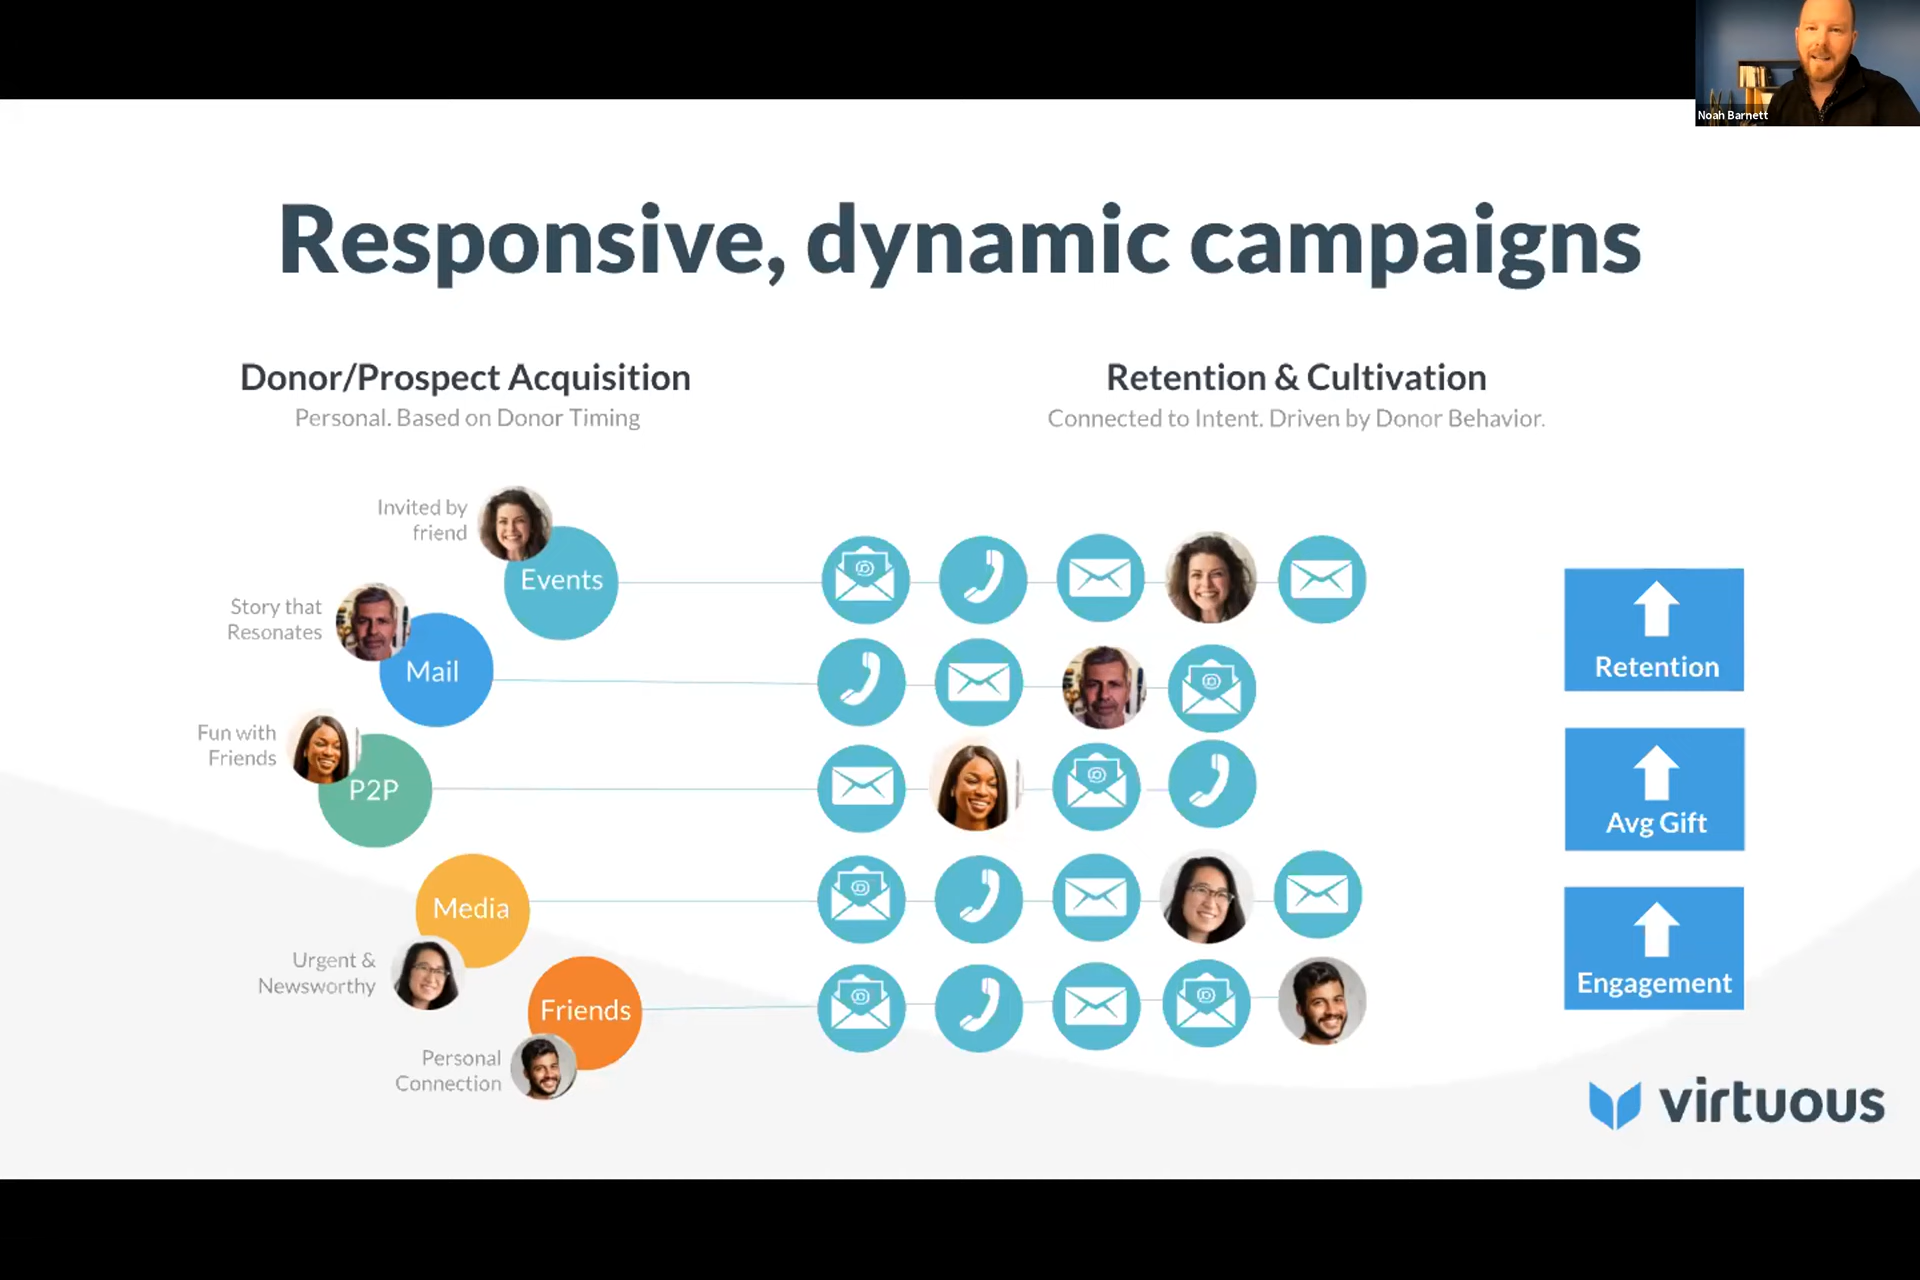 Noah Barnett
Responsive, dynamic campaigns
Donor/Prospect Acquisition
Personal. Based on Donor Timing
Retention & Cultivation
Connected to Intent. Driven by Donor Behavior.
Invited by
friend
Events
Story that
Resonates
Mail
Fun with
Friends
P2P
Media
Urgent &
Newsworthy
Friends
Personal
Connection
Retention
Avg Gift
Engagement
virtuous